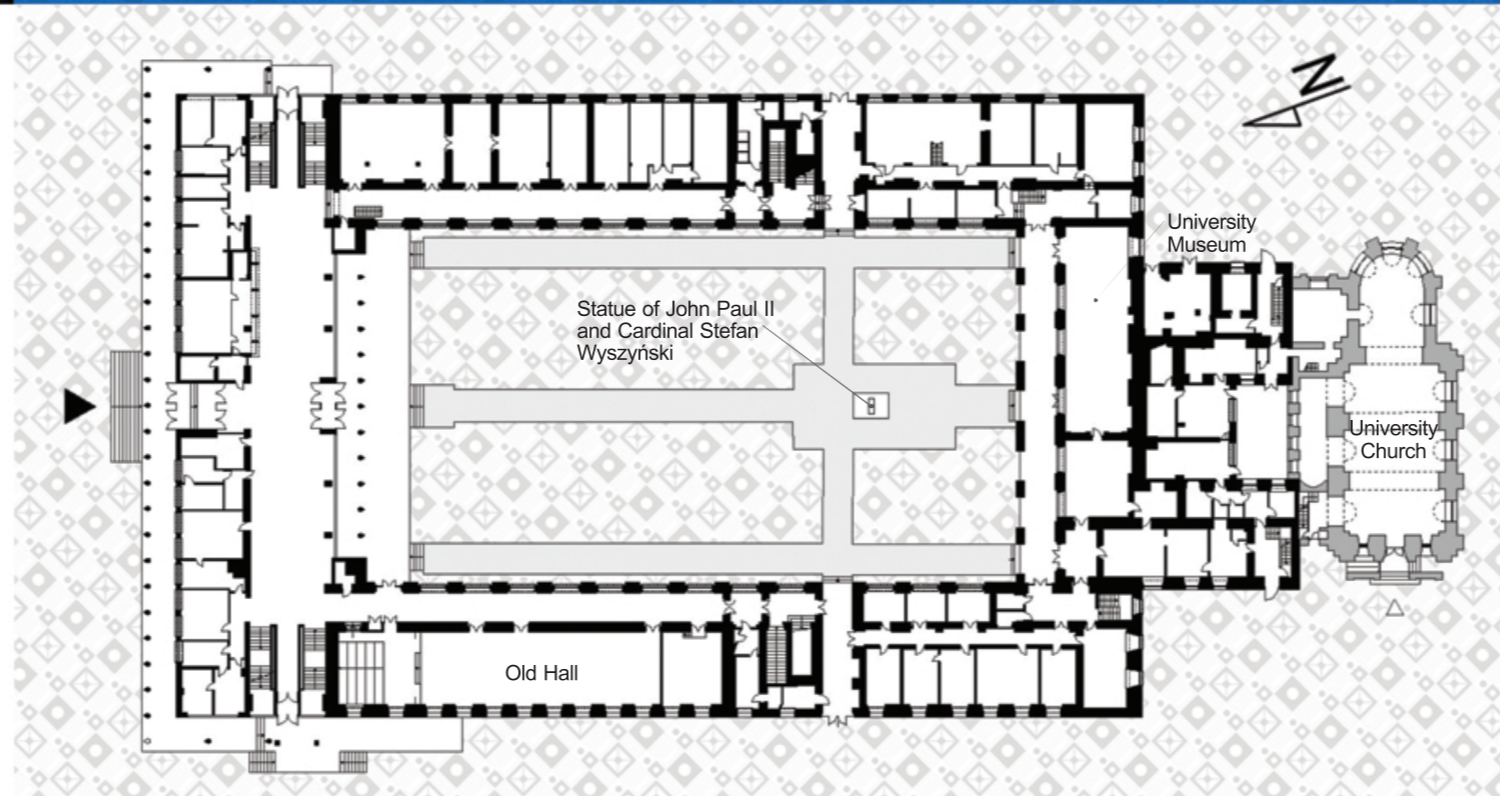 N
University
Museum
Statue of John Paul II
and Cardinal Stefan
Wyszyński
University
Church
Old Hall